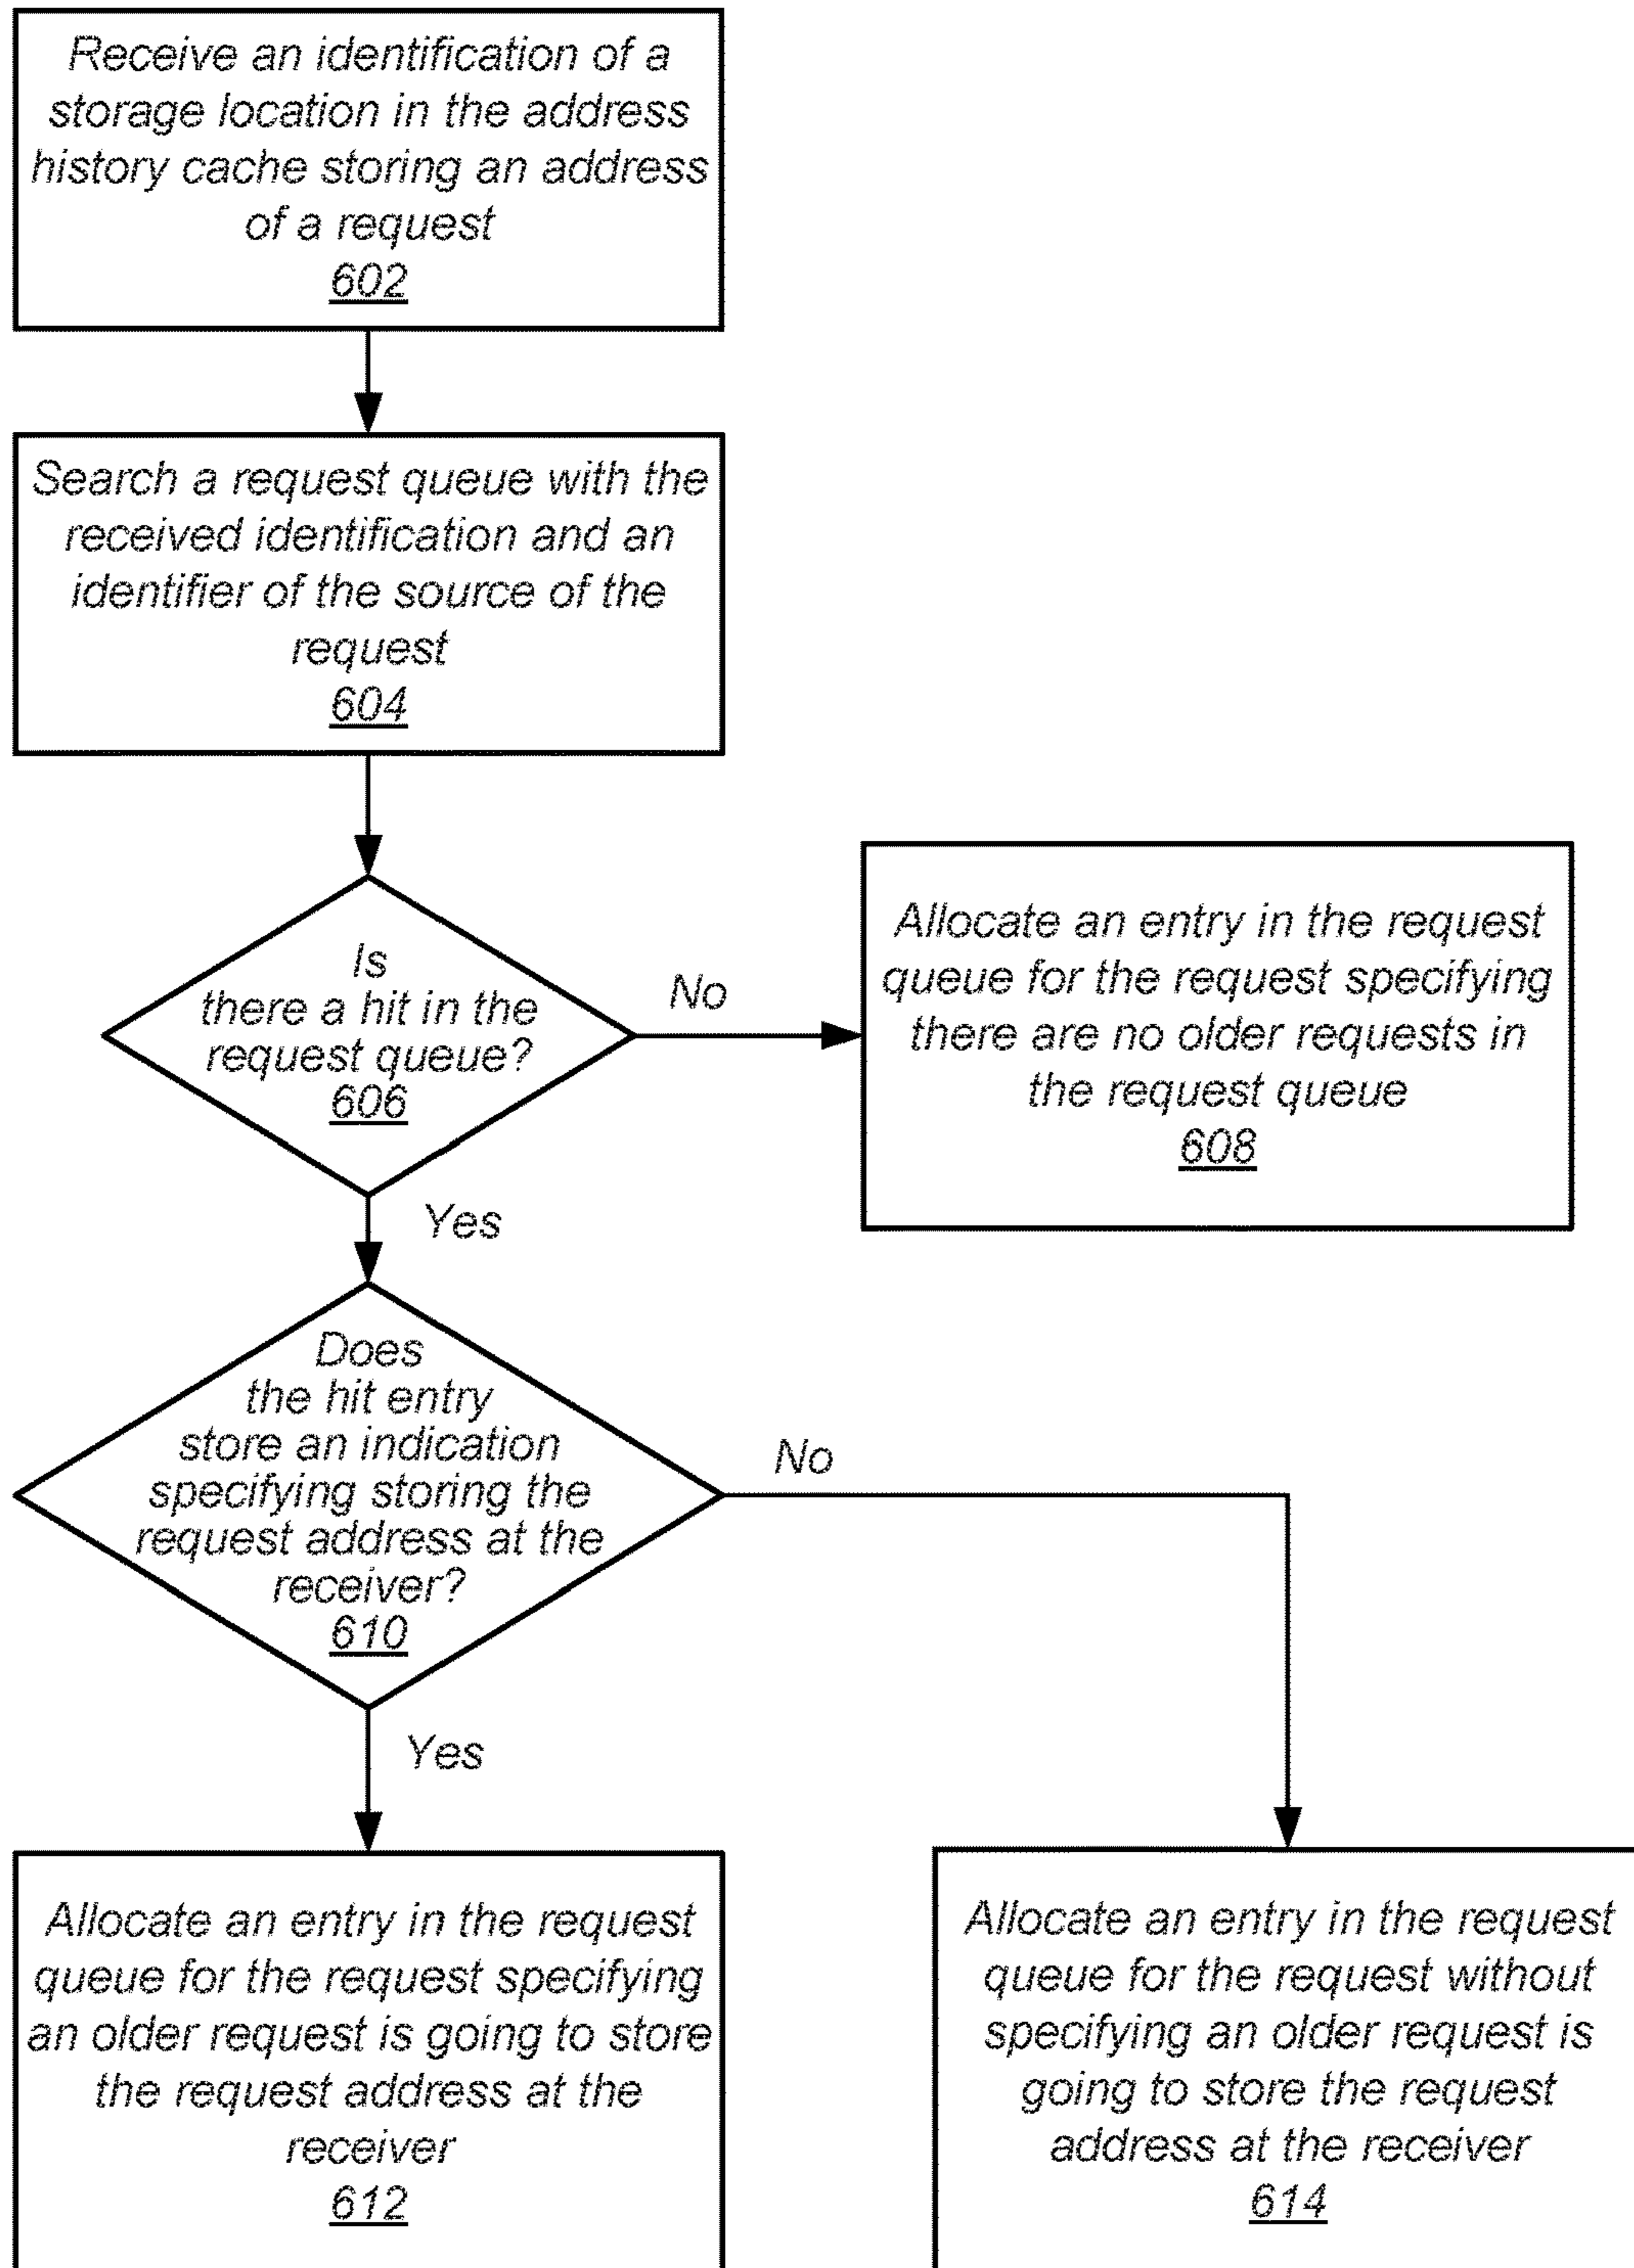 Receive an identification of a
storage location in the address
history cache storing an address
of a request
602
Search a request queue with the
received identification and an
identifier of the source of the
request
604
Is
there a hit in the
request queue?
606
No
Allocate an entry in the request
queue for the request specifying
there are no older requests in
the request queue
608
Yes
Does
the hit entry
store an indication
specifying storing the
request address at the
receiver?
610
No
Yes
Allocate an entry in the request
queue for the request specifying
an older request is going to store
the request address at the
receiver
612
Allocate an entry in the request
queue for the request without
specifying an older request is
going to store the request
address at the receiver
614